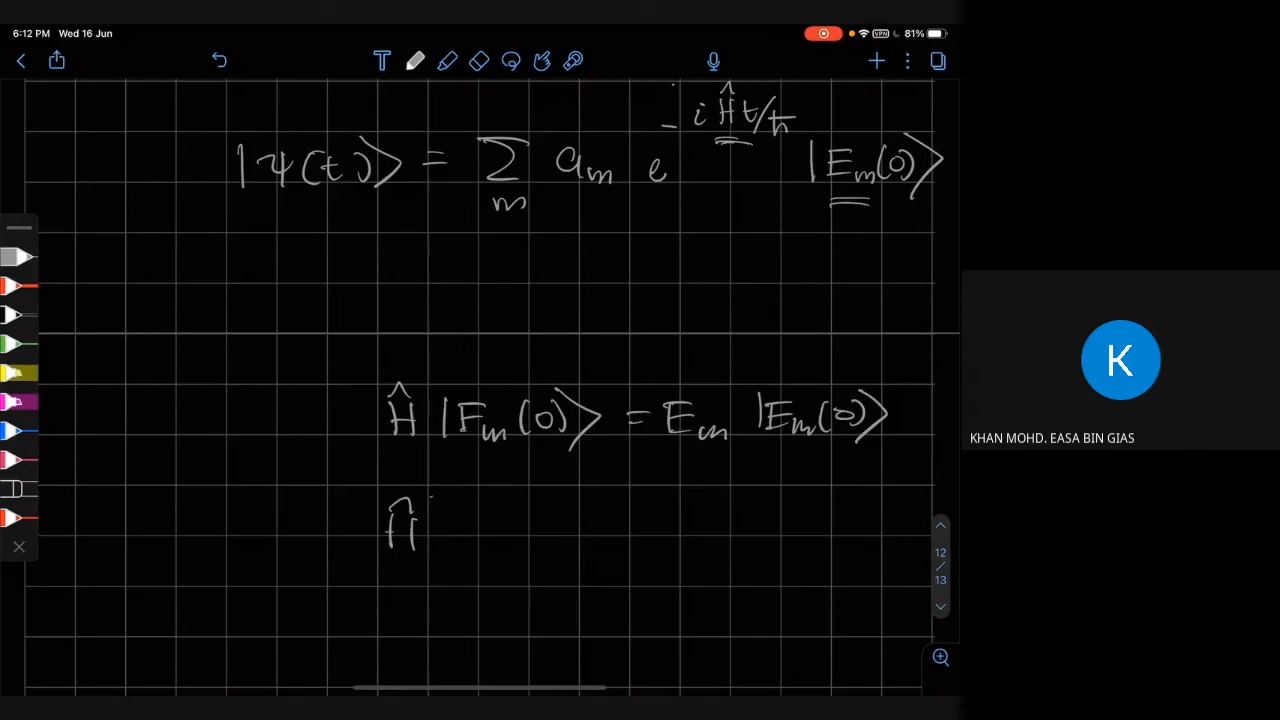 6:12 PM Wed 16 Jun VPN 81%
|ψ(t)⟩ = Σ_m a_m e^{-iĤt/ħ} |E_m(0)⟩
Ĥ |E_m(0)⟩ = E_m |E_m(0)⟩
Ĥ
12
/
13
K
KHAN MOHD. EASA BIN GIAS